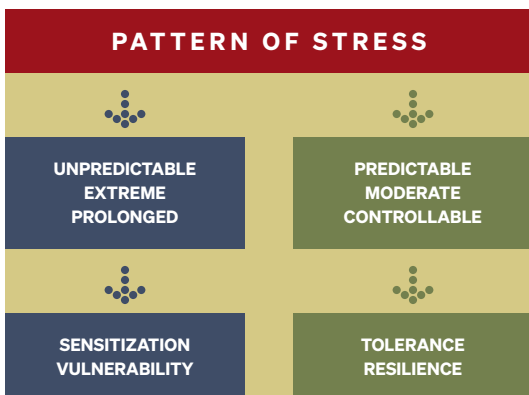 PATTERN OF STRESS
UNPREDICTABLE
EXTREME
PROLONGED
PREDICTABLE
MODERATE
CONTROLLABLE
SENSITIZATION
VULNERABILITY
TOLERANCE
RESILIENCE